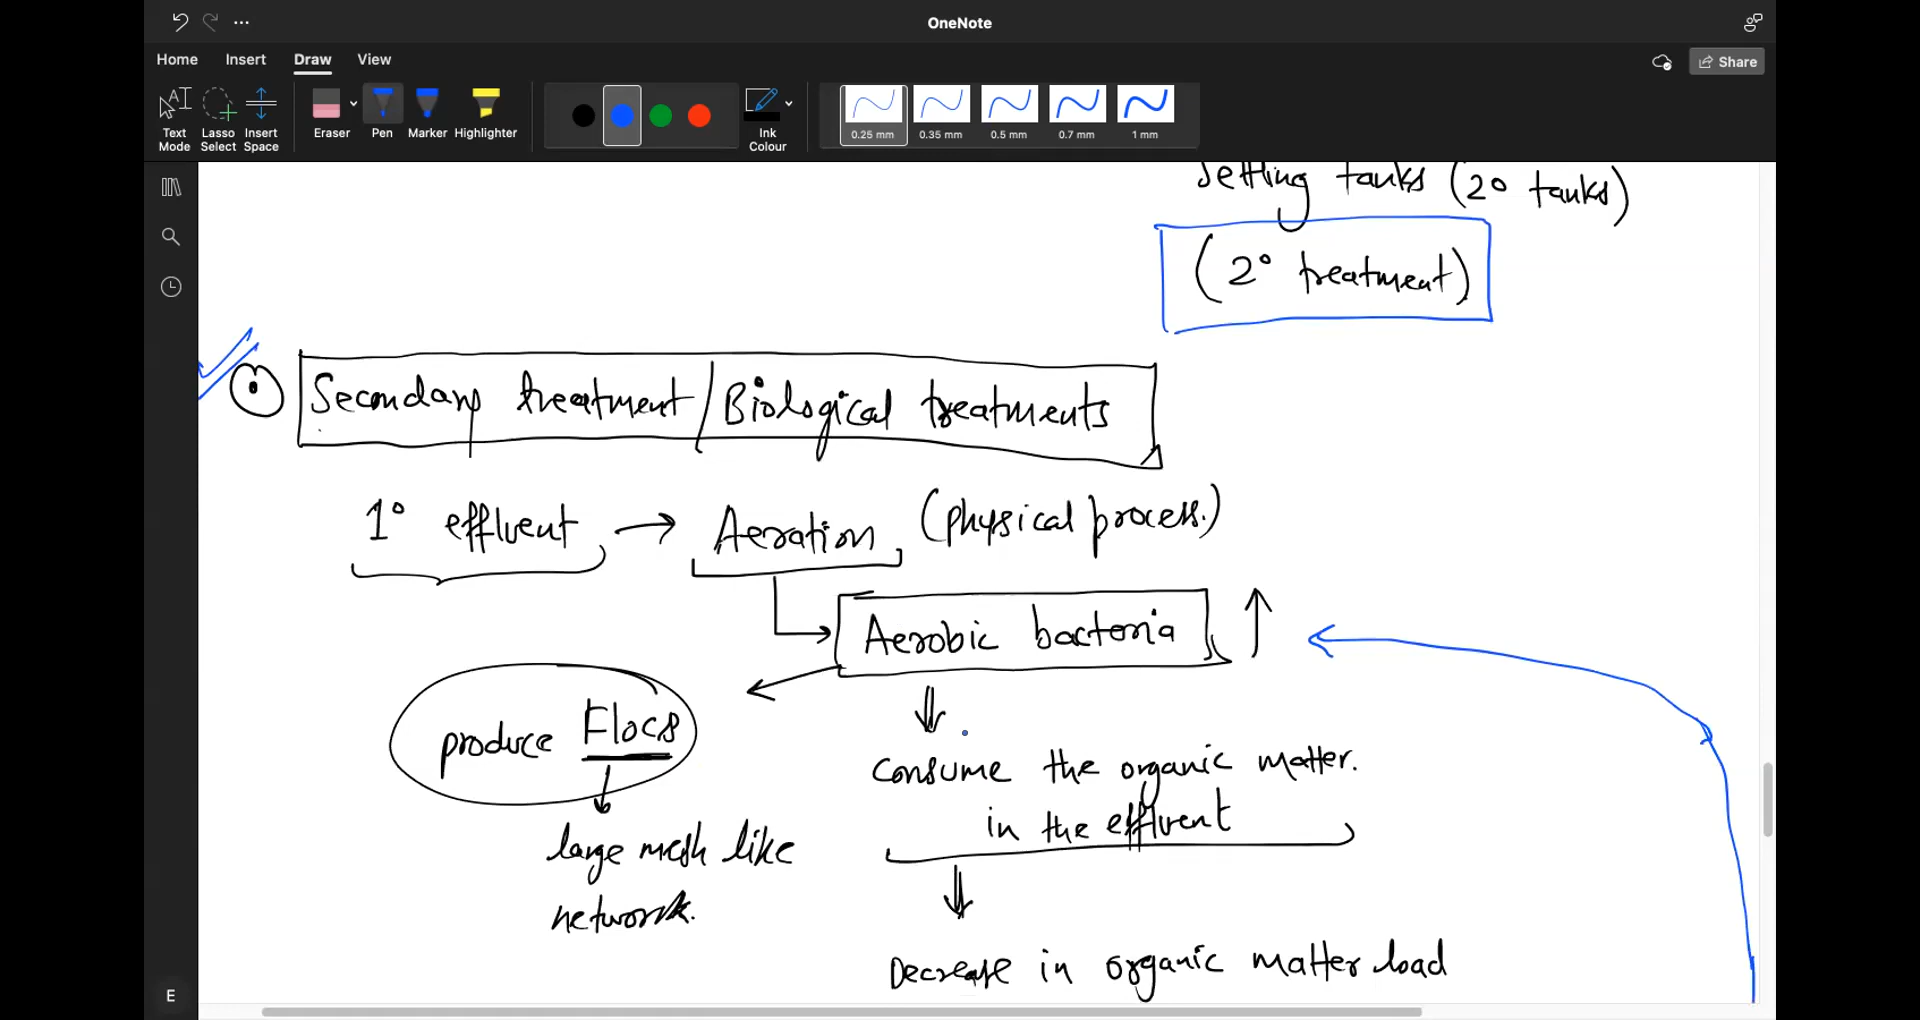 OneNote
Home Insert Draw View
Share
Text Mode
Lasso Select
Insert Space
Eraser
Pen
Marker
Highlighter
Ink Colour
0.25 mm
0.35 mm
0.5 mm
0.7 mm
1 mm
Settling tanks (2° tanks)
(2° treatment)
Secondary treatment/Biological treatments
1° effluent → Aeration (physical process.)
Aerobic bacteria ↑
produce Flocs
consume the organic matter.
in the effluent
large mesh like
network.
Decrease in organic matter load
E